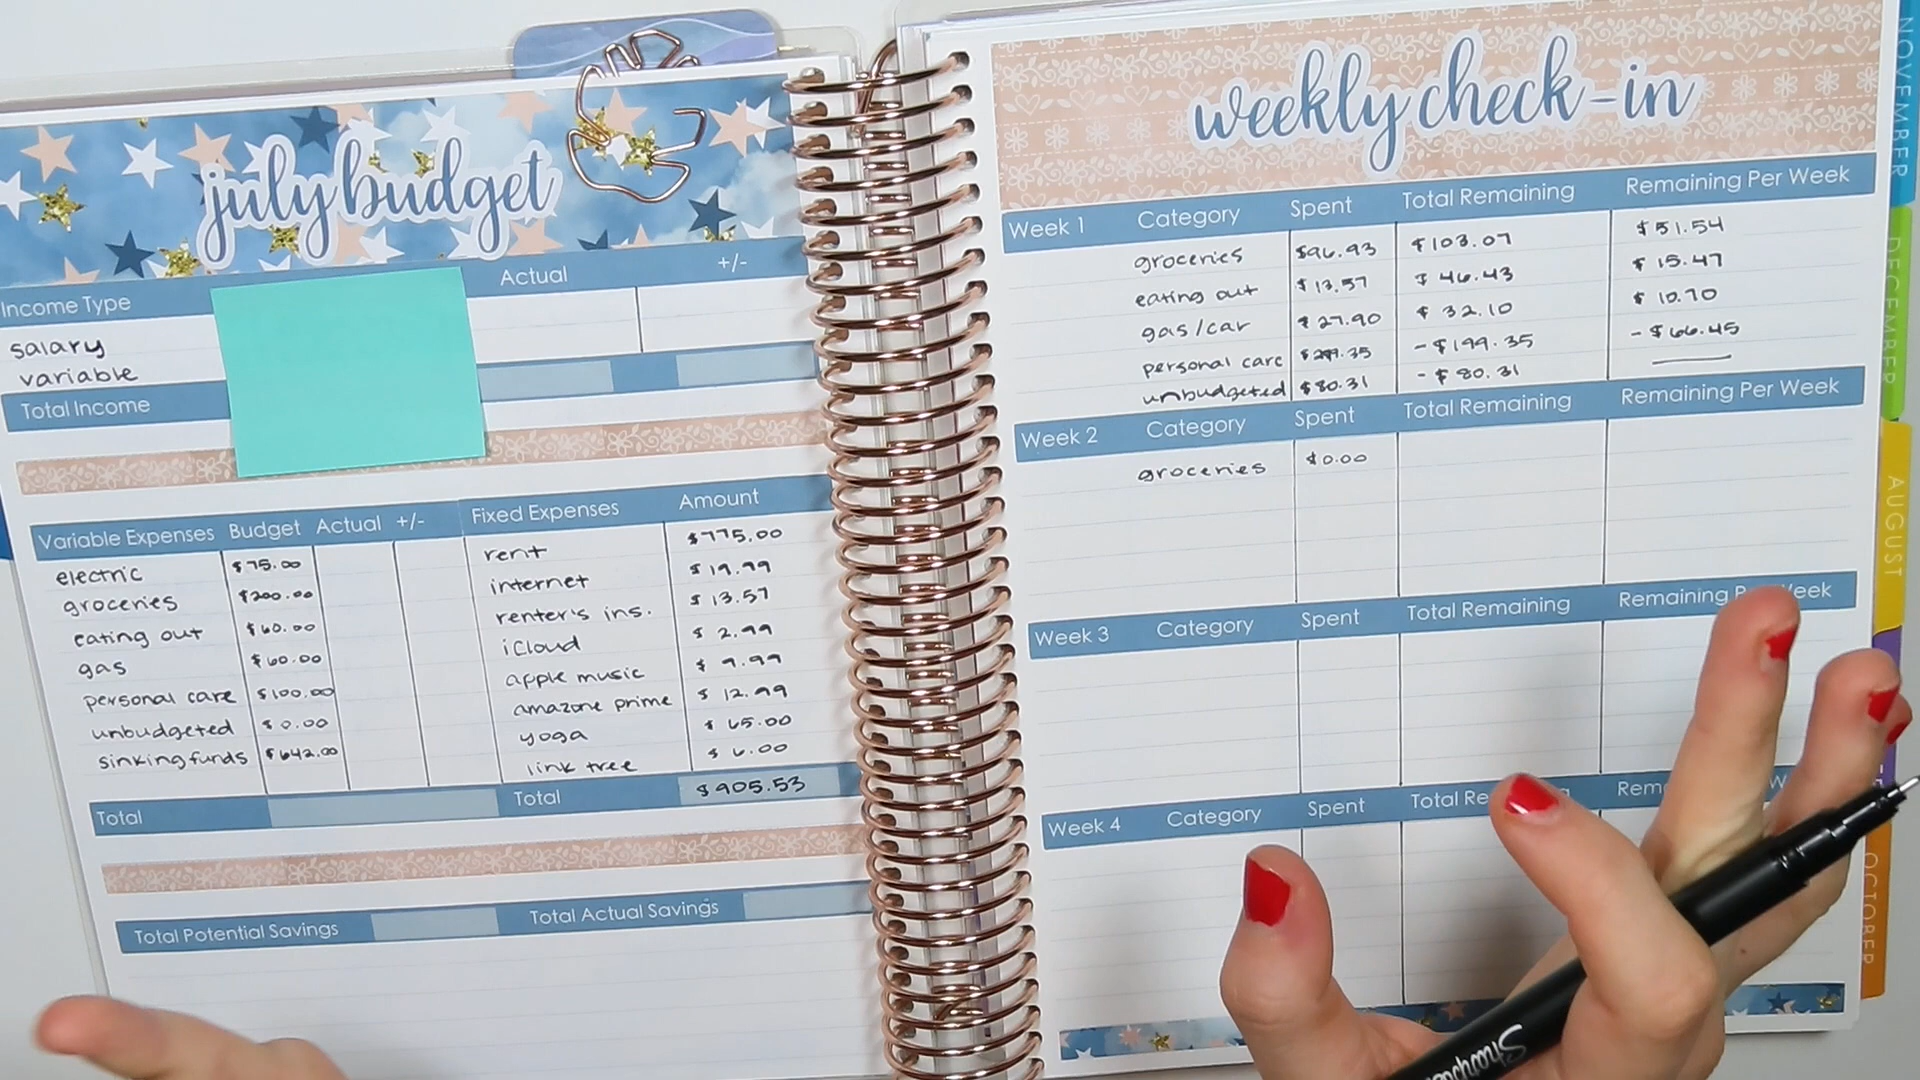 july budget
Income Type Actual +/-
salary
variable
Total Income
Variable Expenses Budget Actual +/- Fixed Expenses Amount
electric $75.00 rent $775.00
groceries $200.00 internet $19.99
eating out $60.00 renter's ins. $13.57
gas $60.00 iCloud $2.99
personal care $100.00 apple music $9.99
unbudgeted $0.00 amazone prime $12.99
sinking funds $642.00 yoga $65.00
link tree $6.00
Total Total $905.53
Total Potential Savings Total Actual Savings
weekly check-in
Week 1 Category Spent Total Remaining Remaining Per Week
groceries $96.93 $103.07 $51.54
eating out $13.57 $46.43 $15.47
gas/car $27.90 $32.10 $10.70
personal care -$199.35 -$66.45
unbudgeted $80.31 -$80.31
Week 2 Category Spent Total Remaining Remaining Per Week
groceries $0.00
Week 3 Category Spent Total Remaining Remaining
Week 4 Category Spent Total
NOVEMBER
DECEMBER
AUGUST
OCTOBER